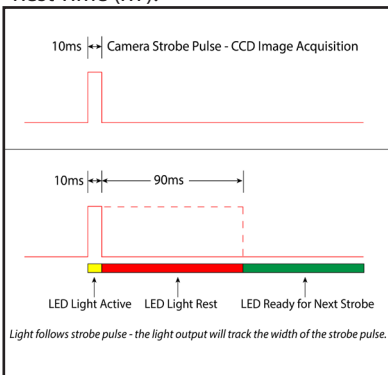 Rest Time (RT).
10ms Camera Strobe Pulse - CCD Image Acquisition
10ms 90ms
LED Light Active LED Light Rest LED Ready for Next Strobe
Light follows strobe pulse - the light output will track the width of the strobe pulse.